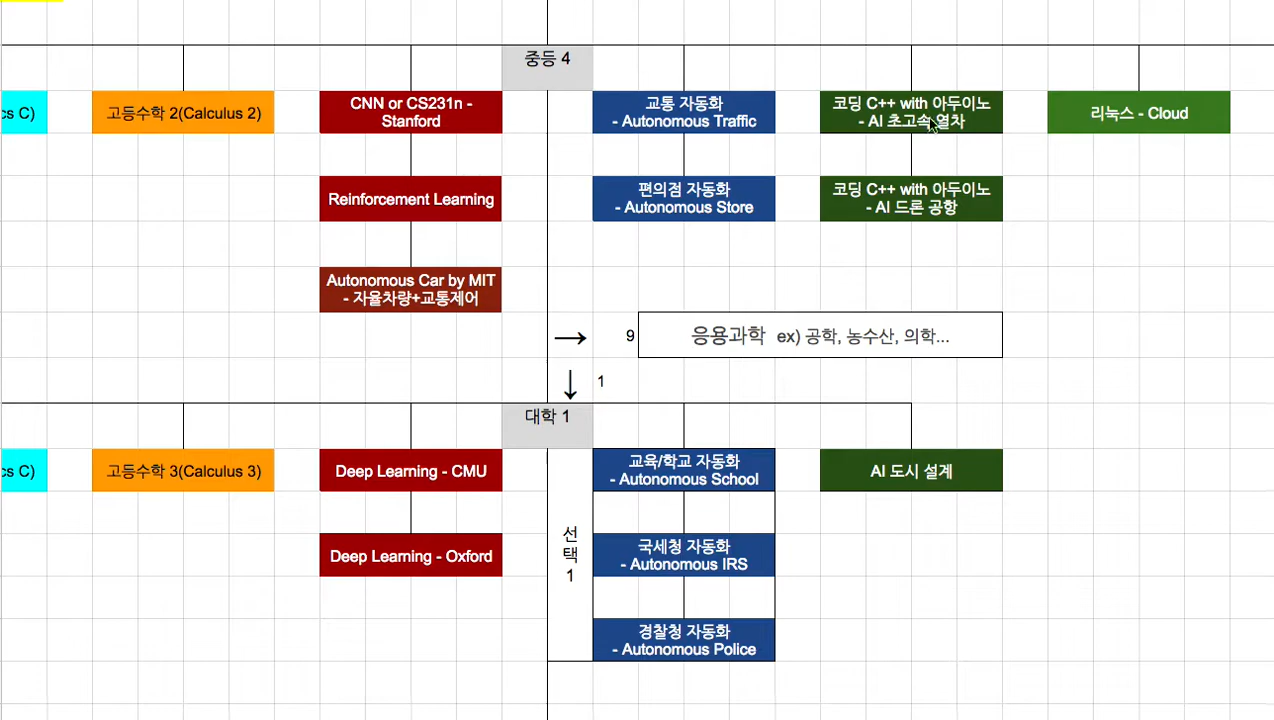 중등 4
cs C)
고등수학 2(Calculus 2)
CNN or CS231n -
Stanford
교통 자동화
- Autonomous Traffic
코딩 C++ with 아두이노
- AI 초고속 열차
리눅스 - Cloud
Reinforcement Learning
편의점 자동화
- Autonomous Store
코딩 C++ with 아두이노
- AI 드론 공항
Autonomous Car by MIT
- 자율차량+교통제어
→ 9 응용과학 ex) 공학, 농수산, 의학...
↓ 1
대학 1
cs C)
고등수학 3(Calculus 3)
Deep Learning - CMU
교육/학교 자동화
- Autonomous School
AI 도시 설계
선
택
1
Deep Learning - Oxford
국세청 자동화
- Autonomous IRS
경찰청 자동화
- Autonomous Police